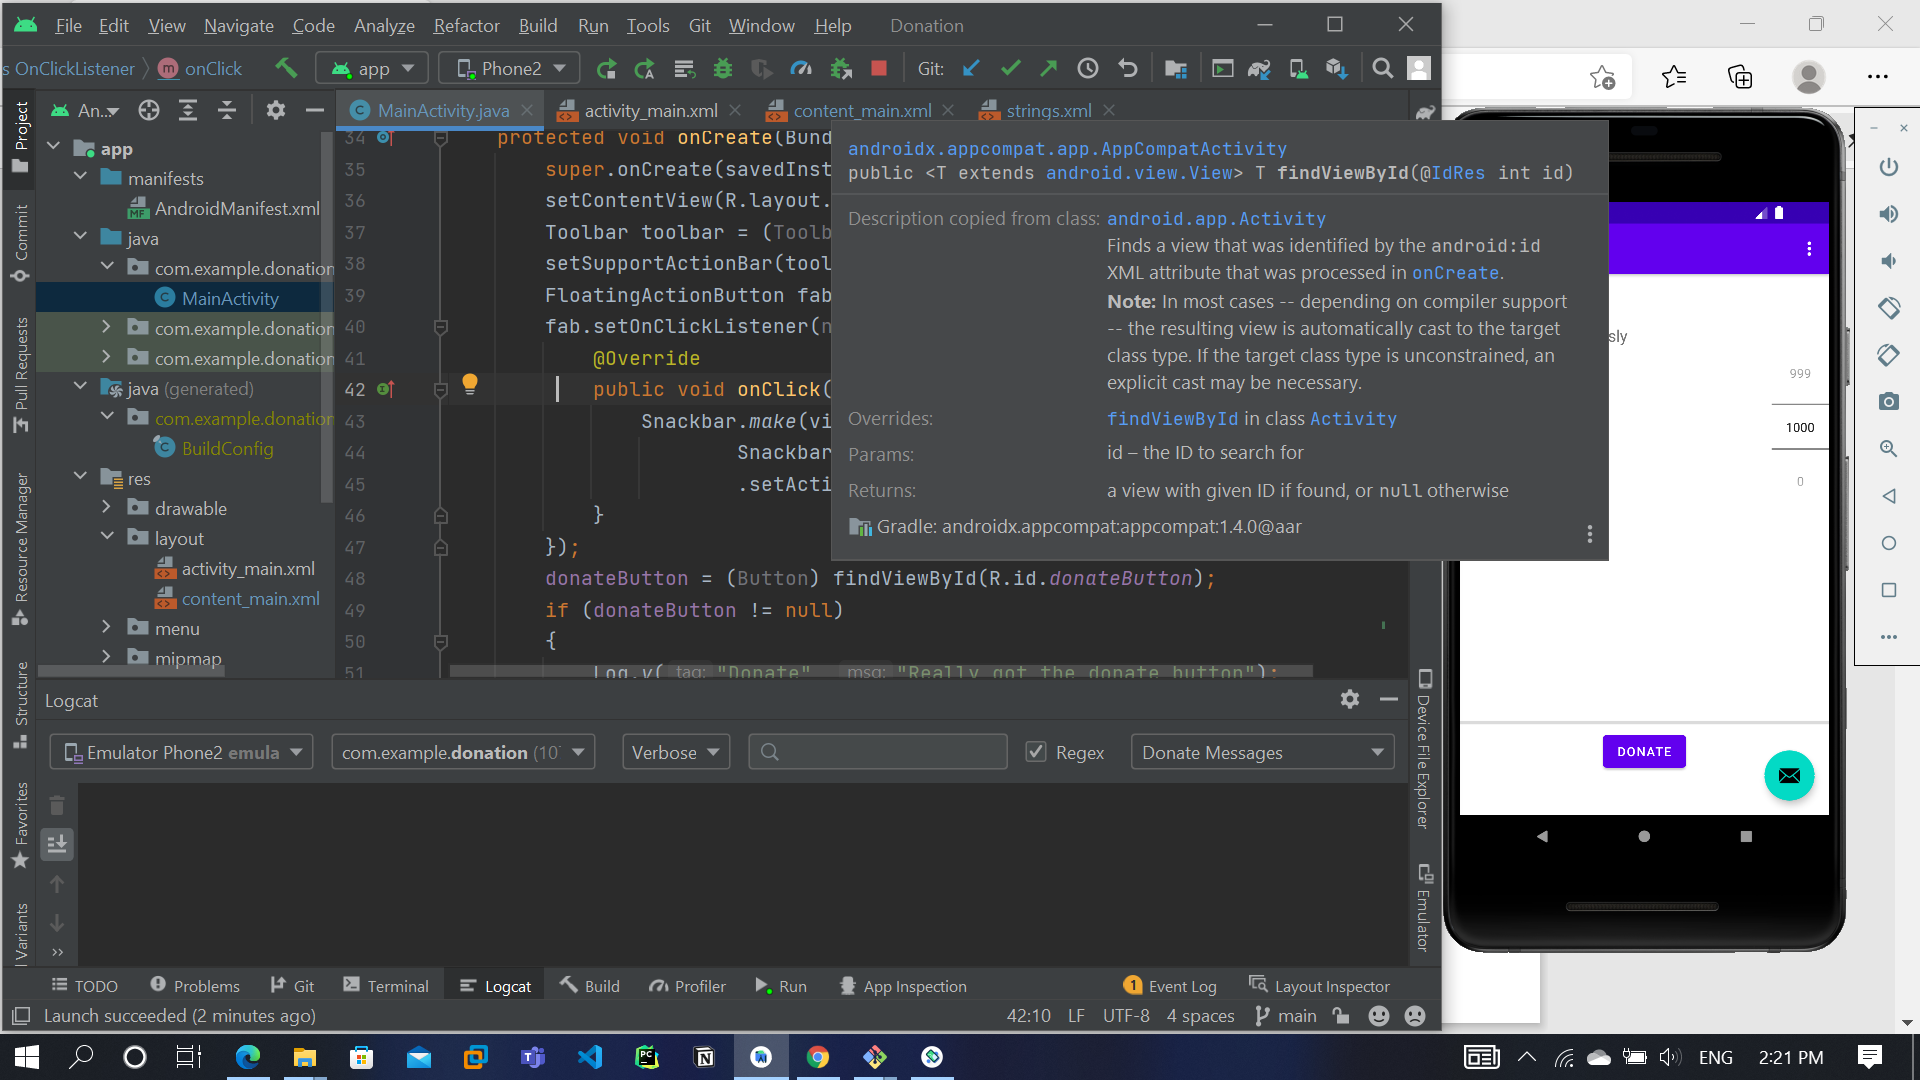 File Edit View Navigate Code Analyze Refactor Build Run Tools Git Window Help Donation
s OnClickListener onClick app Phone2 Git:
An... MainActivity.java activity_main.xml content_main.xml strings.xml
Project
Commit
Pull Requests
Resource Manager
Structure
Favorites
Variants
app
manifests
AndroidManifest.xml
java
com.example.donation
MainActivity
com.example.donation
com.example.donation
java (generated)
com.example.donation
BuildConfig
res
drawable
layout
activity_main.xml
content_main.xml
menu
mipmap
34 protected void onCreate(Bund
35 super.onCreate(savedInst
36 setContentView(R.layout.
37 Toolbar toolbar = (Toolb
38 setSupportActionBar(tool
39 FloatingActionButton fab
40 fab.setOnClickListener(n
41 @Override
42 public void onClick(
43 Snackbar.make(vi
44 Snackbar
45 .setActi
46 }
47 });
48 donateButton = (Button) findViewById(R.id.donateButton);
49 if (donateButton != null)
50 {
51 Log.v( tag: "Donate" msg: "Really got the donate button");
androidx.appcompat.app.AppCompatActivity
public <T extends android.view.View> T findViewById(@IdRes int id)
Description copied from class: android.app.Activity
Finds a view that was identified by the android:id
XML attribute that was processed in onCreate.
Note: In most cases -- depending on compiler support
-- the resulting view is automatically cast to the target
class type. If the target class type is unconstrained, an
explicit cast may be necessary.
Overrides: findViewById in class Activity
Params: id – the ID to search for
Returns: a view with given ID if found, or null otherwise
Gradle: androidx.appcompat:appcompat:1.4.0@aar
sly
999
1000
0
DONATE
Logcat
Emulator Phone2 emula com.example.donation (10 Verbose Regex Donate Messages
Device File Explorer
Emulator
TODO Problems Git Terminal Logcat Build Profiler Run App Inspection 1 Event Log Layout Inspector
Launch succeeded (2 minutes ago) 42:10 LF UTF-8 4 spaces main
ENG 2:21 PM